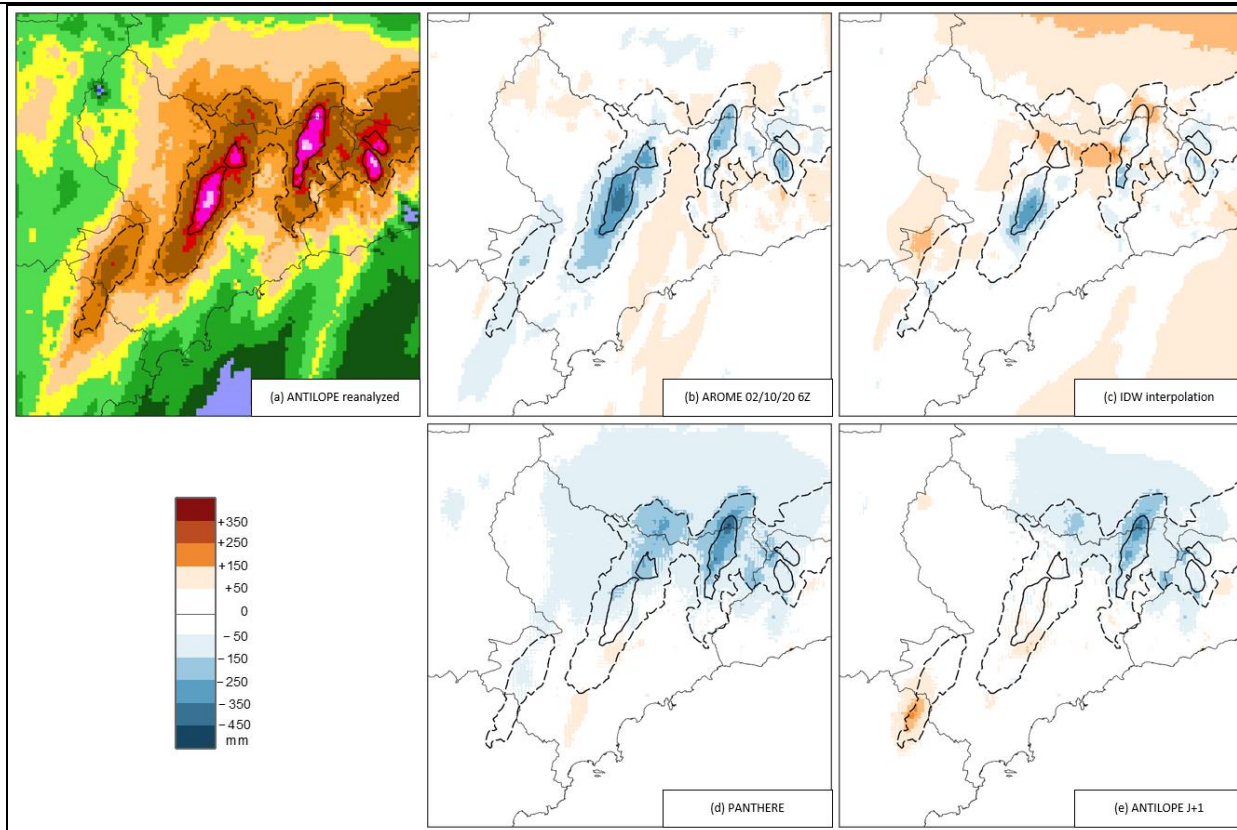 (a) ANTILOPE reanalyzed
(b) AROME 02/10/20 6Z
(c) IDW interpolation
+350
+250
+150
+50
0
−50
−150
−250
−350
−450
mm
(d) PANTHERE
(e) ANTILOPE J+1